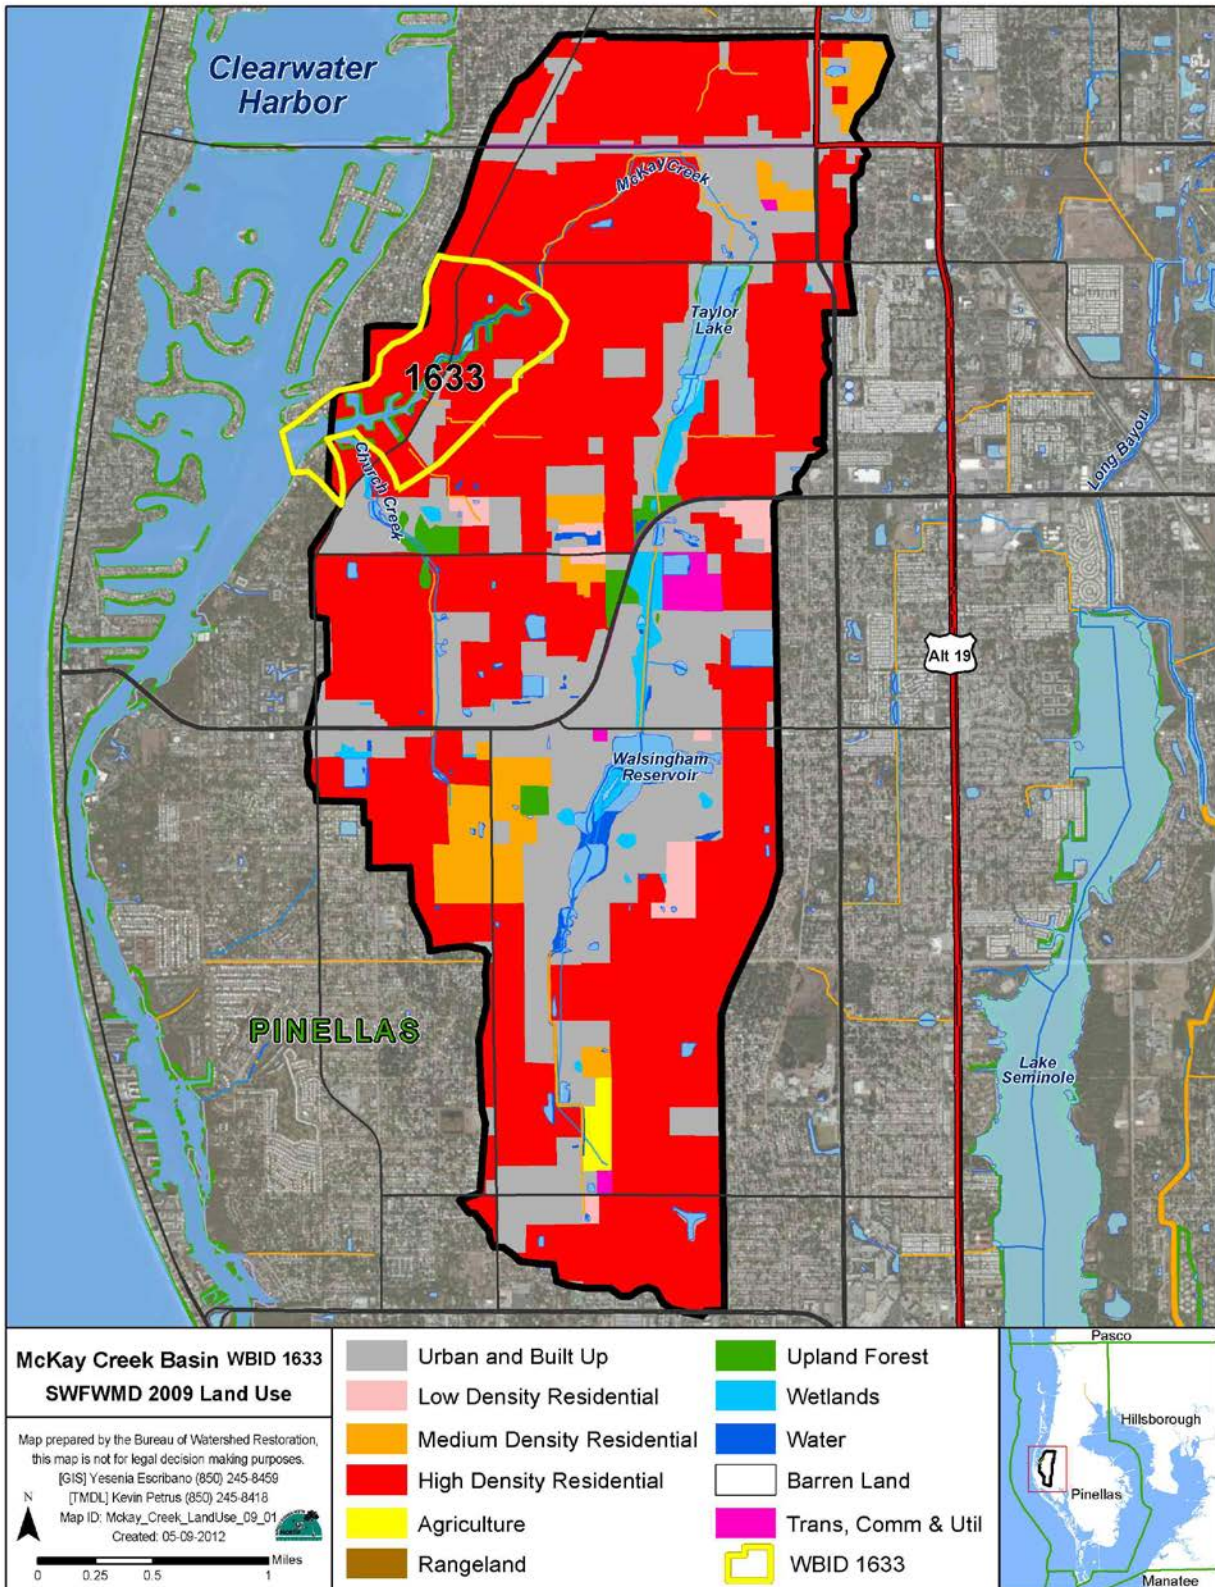 Clearwater
Harbor
McKay Creek
Taylor
Lake
1633
Church Creek
Long Bayou
Alt 19
Walsingham
Reservoir
PINELLAS
Lake
Seminole
McKay Creek Basin WBID 1633
SWFWMD 2009 Land Use
Map prepared by the Bureau of Watershed Restoration,
this map is not for legal decision making purposes.
[GIS] Yesenia Escribano (850) 245-8459
[TMDL] Kevin Petrus (850) 245-8418
Map ID: Mckay_Creek_LandUse_09_01
Created: 05-09-2012
N
Miles
0 0.25 0.5 1
Urban and Built Up
Low Density Residential
Medium Density Residential
High Density Residential
Agriculture
Rangeland
Upland Forest
Wetlands
Water
Barren Land
Trans, Comm & Util
WBID 1633
Pasco
Hillsborough
Pinellas
Manatee